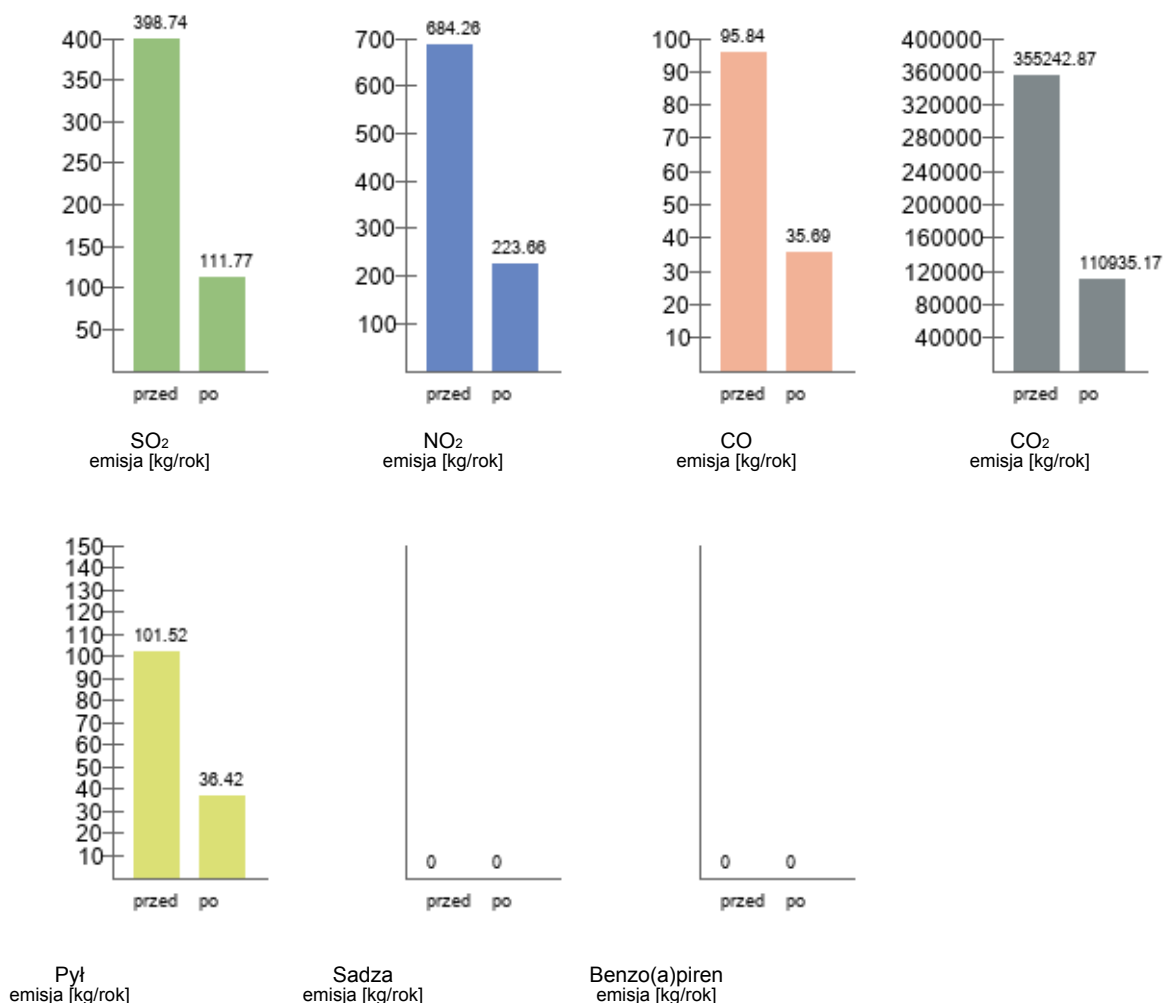 398.74
400
350
300
250
200
150
100
50
111.77
przed po
SO2
emisja [kg/rok]
684.26
700
600
500
400
300
200
100
223.66
przed po
NO2
emisja [kg/rok]
95.84
100
90
80
70
60
50
40
30
20
10
35.69
przed po
CO
emisja [kg/rok]
400000
355242.87
360000
320000
280000
240000
200000
160000
120000
80000
40000
110935.17
przed po
CO2
emisja [kg/rok]
150
140
130
120
110
100
90
80
70
60
50
40
30
20
10
101.52
36.42
przed po
Pył
emisja [kg/rok]
0 0
przed po
Sadza
emisja [kg/rok]
0 0
przed po
Benzo(a)piren
emisja [kg/rok]